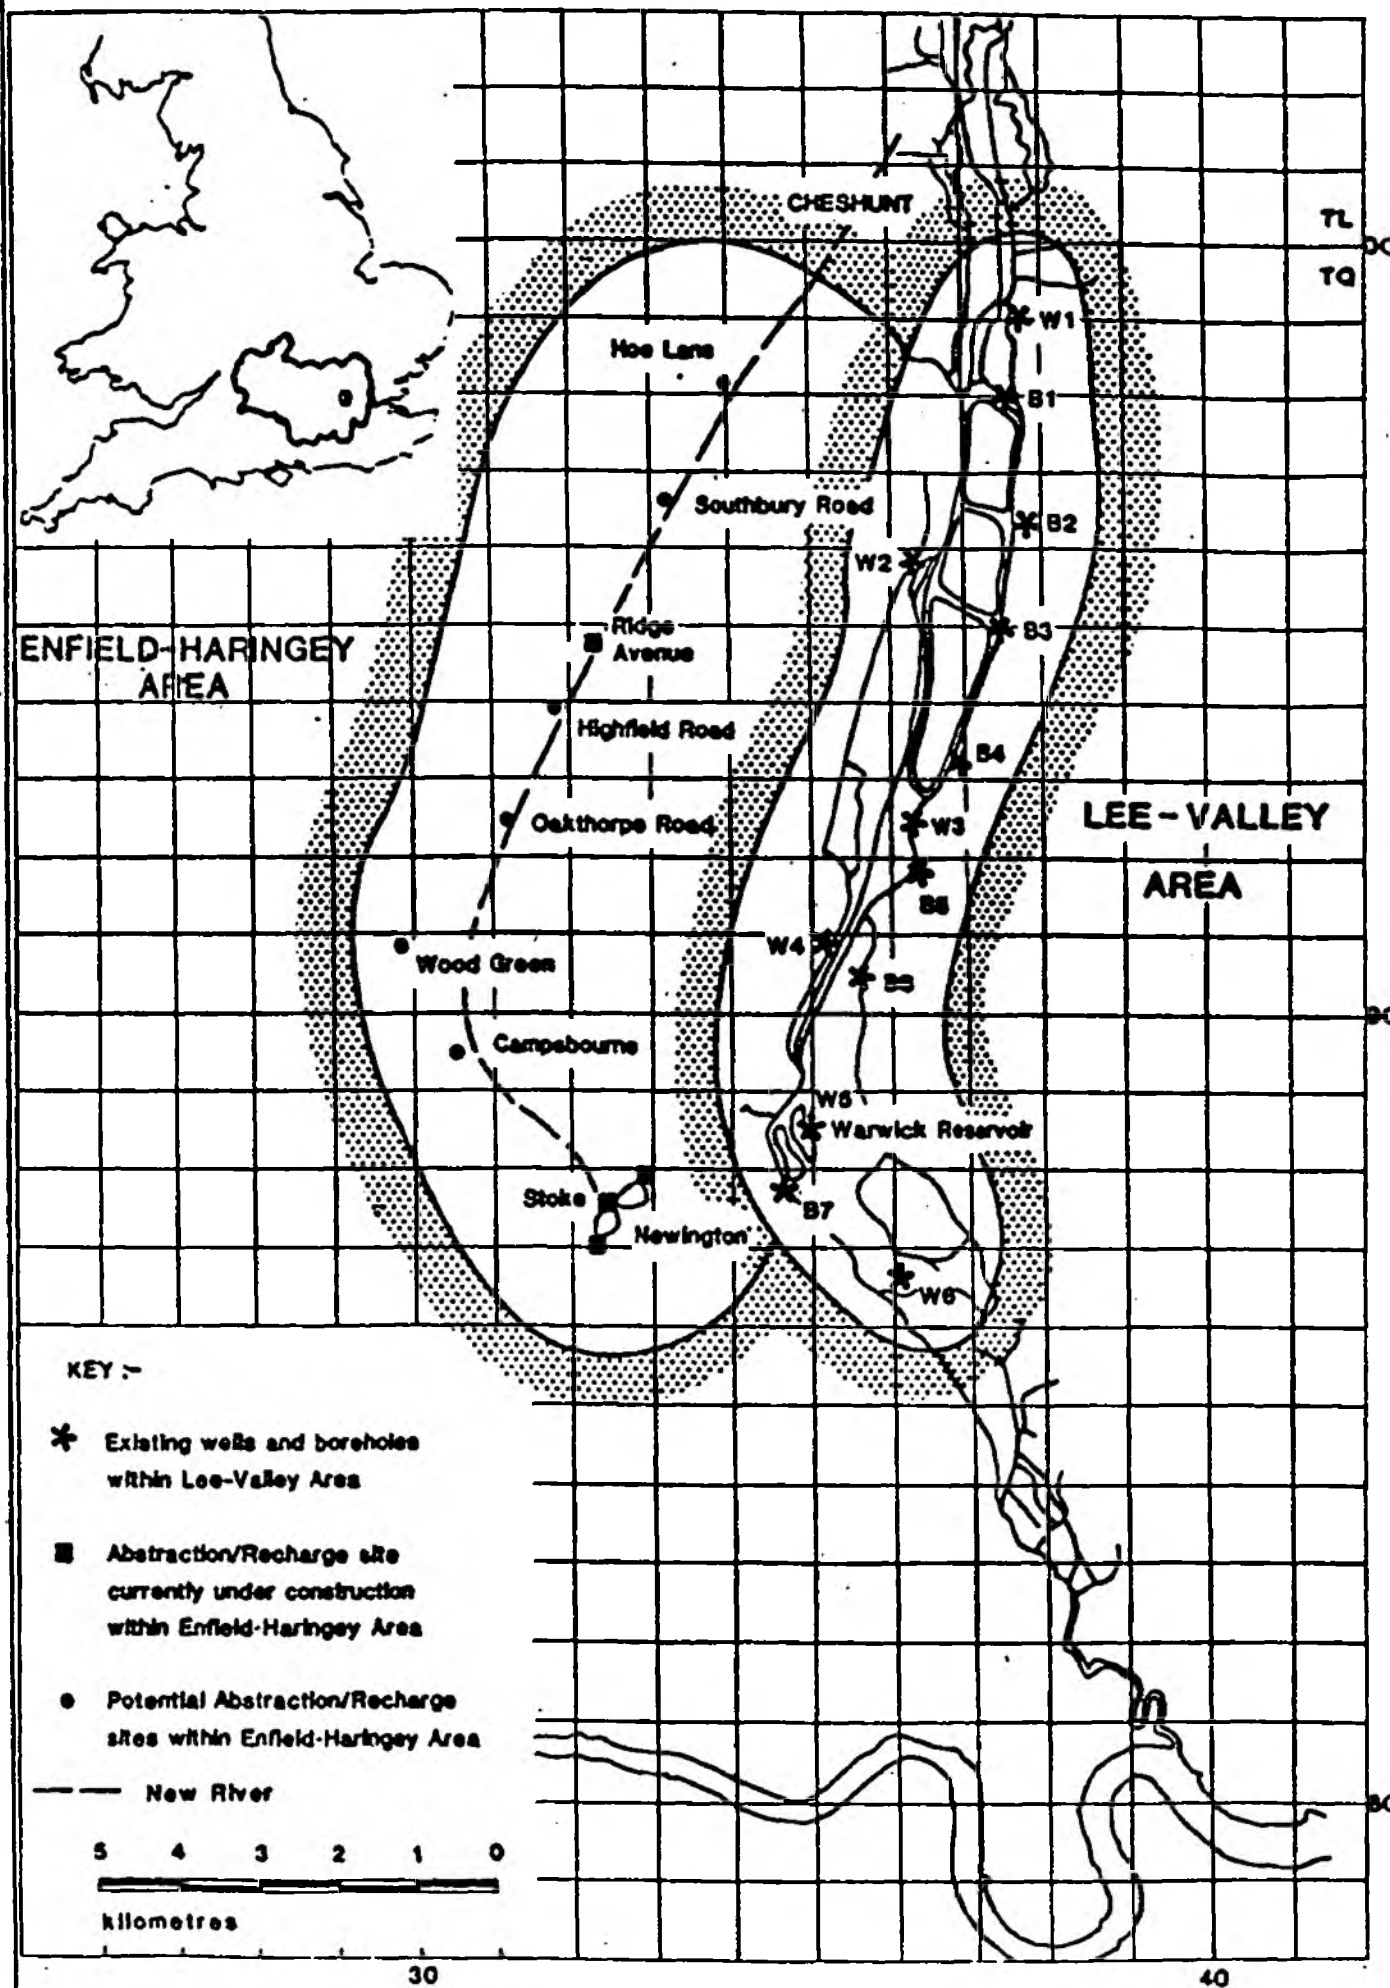 CHESHUNT
TL
00
TQ
W1
Hoe Lane
B1
Southbury Road
B2
W2
Ridge
Avenue
B3
ENFIELD-HARINGEY
AREA
Highfield Road
B4
Oakthorpe Road
W3
LEE-VALLEY
AREA
B5
W4
Wood Green
B6
90
Campsbourne
W5
Warwick Reservoir
Stoke
B7
Newington
W6
KEY :-
Existing wells and boreholes
within Lee-Valley Area
Abstraction/Recharge site
currently under construction
within Enfield-Haringey Area
Potential Abstraction/Recharge
sites within Enfield-Haringey Area
New River
80
5 4 3 2 1 0
kilometres
30
40